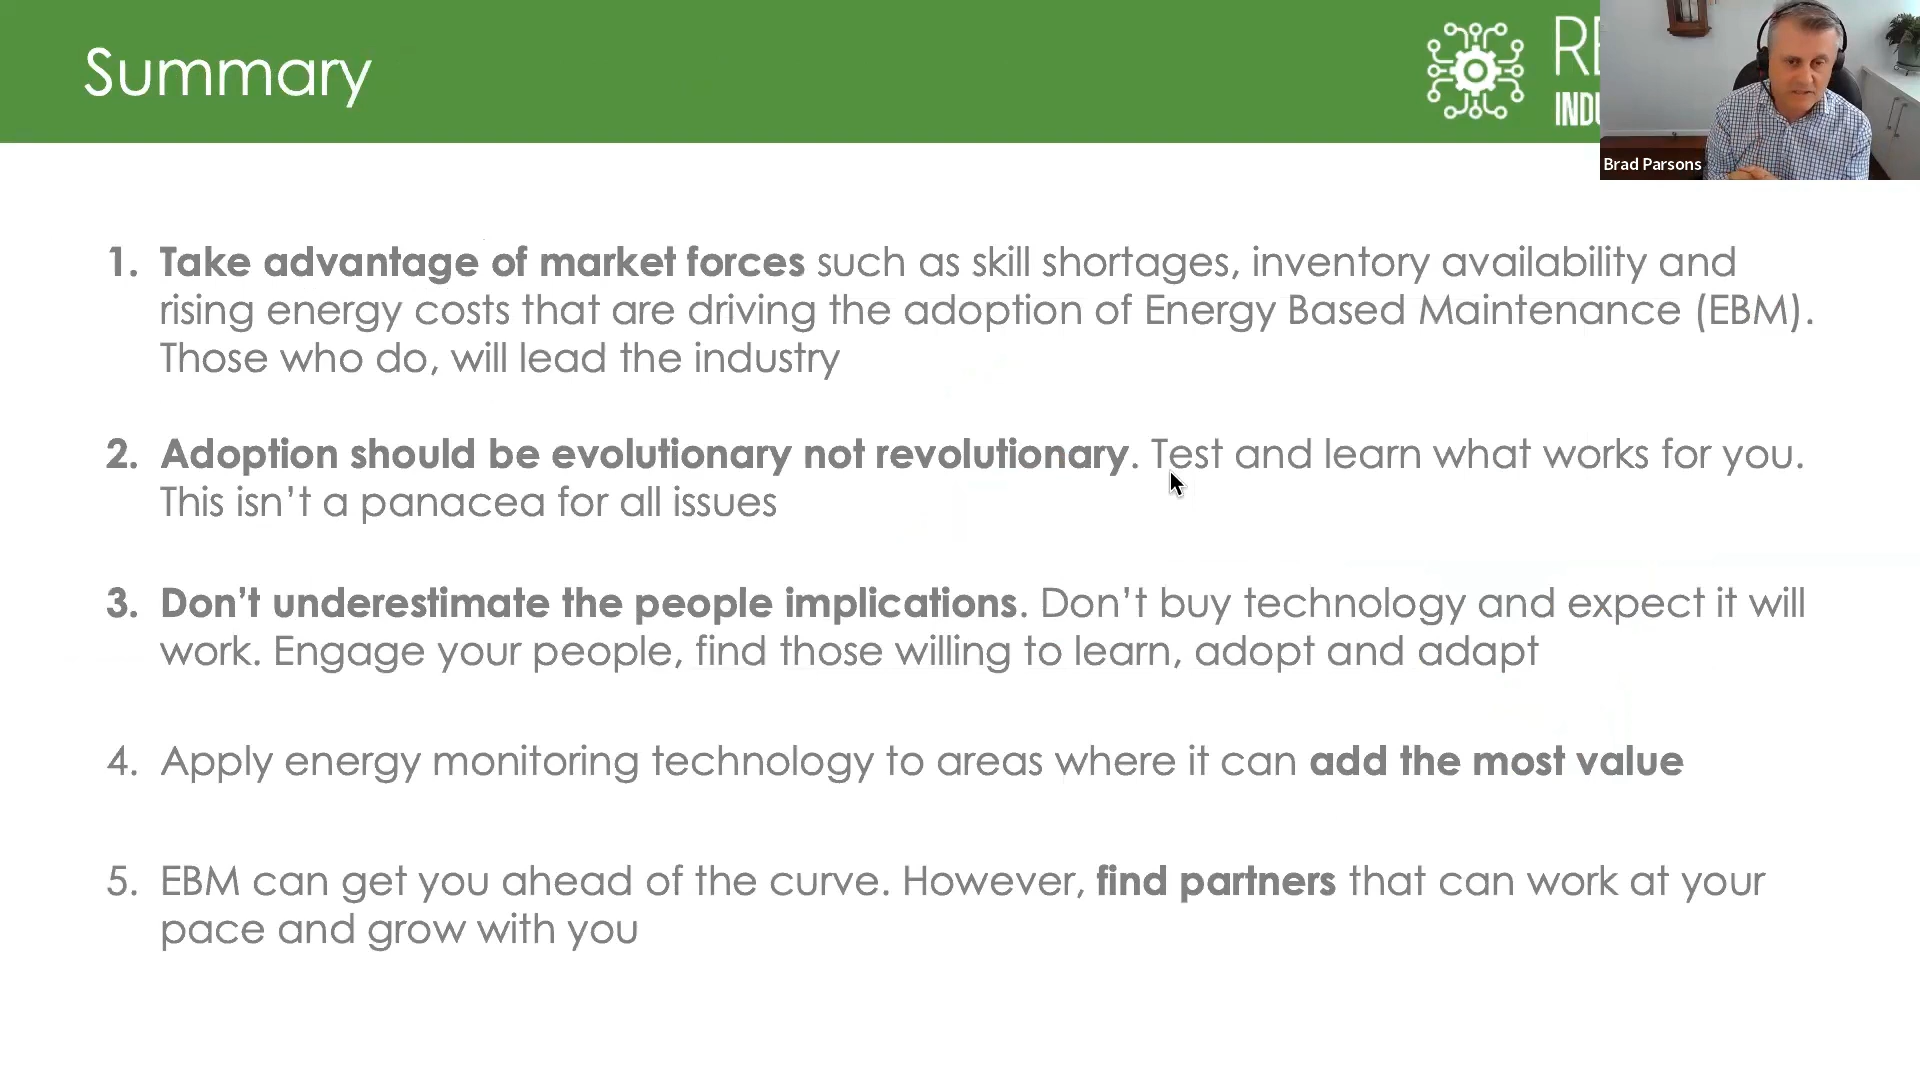 Summary
Brad Parsons
1. Take advantage of market forces such as skill shortages, inventory availability and
rising energy costs that are driving the adoption of Energy Based Maintenance (EBM).
Those who do, will lead the industry
2. Adoption should be evolutionary not revolutionary. Test and learn what works for you.
This isn't a panacea for all issues
3. Don't underestimate the people implications. Don't buy technology and expect it will
work. Engage your people, find those willing to learn, adopt and adapt
4. Apply energy monitoring technology to areas where it can add the most value
5. EBM can get you ahead of the curve. However, find partners that can work at your
pace and grow with you